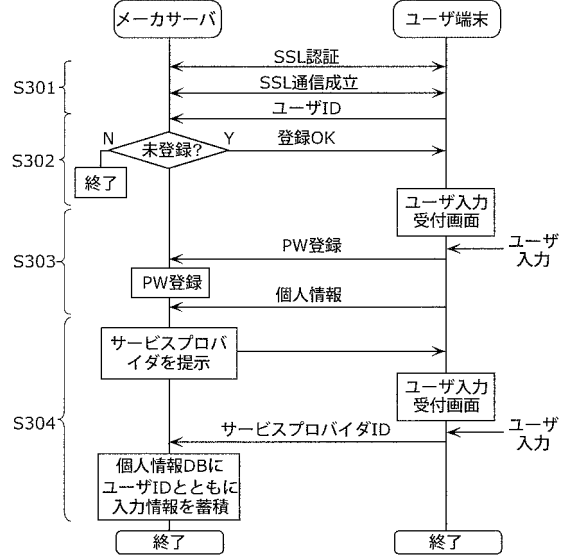 メーカサーバ
ユーザ端末
SSL認証
S301
SSL通信成立
ユーザID
N
Y
未登録?
登録OK
S302
終了
ユーザ入力
受付画面
PW登録
ユーザ
入力
S303
PW登録
個人情報
サービスプロバ
イダを提示
ユーザ入力
受付画面
S304
サービスプロバイダID
ユーザ
入力
個人情報DBに
ユーザIDとともに
入力情報を蓄積
終了
終了